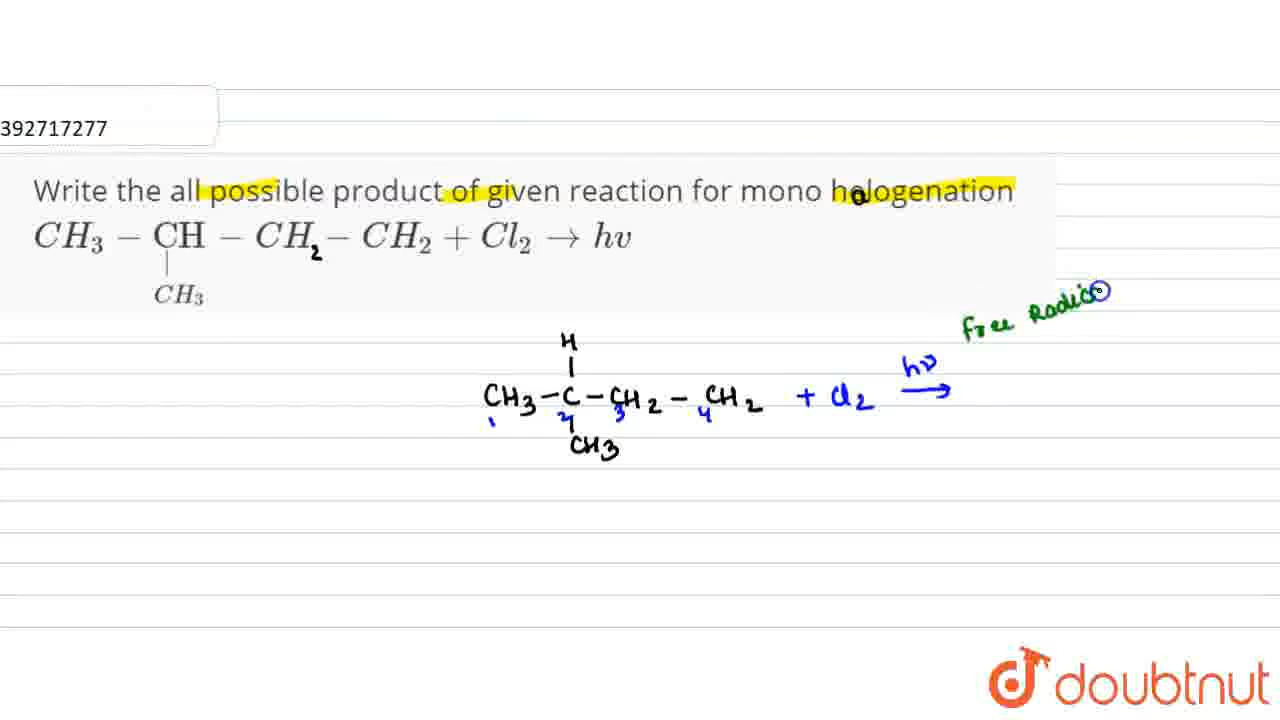 392717277
Write the all possible product of given reaction for mono halogenation
CH₃ − CH − CH₂ − CH₂ + Cl₂ → hv
|
CH₃
Free Radic
H
|
CH₃ − C − CH₂ − CH₂ + Cl₂ hν →
1 2 3 4
CH₃
doubtnut